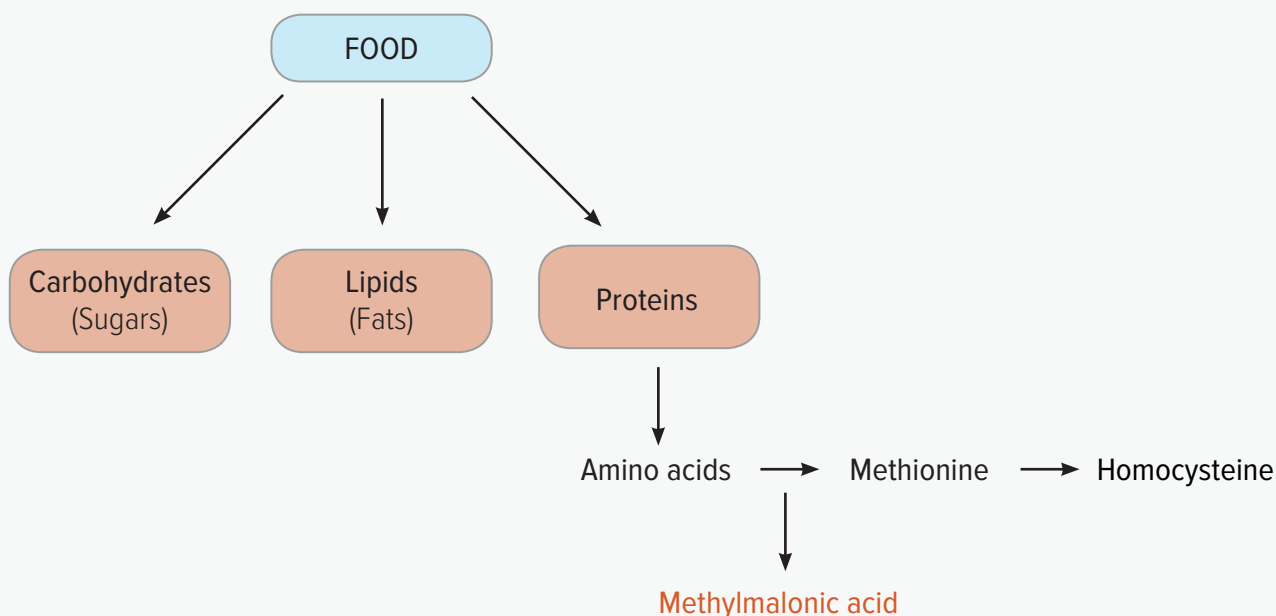 FOOD
Carbohydrates
(Sugars)
Lipids
(Fats)
Proteins
Amino acids
Methionine
Homocysteine
Methylmalonic acid